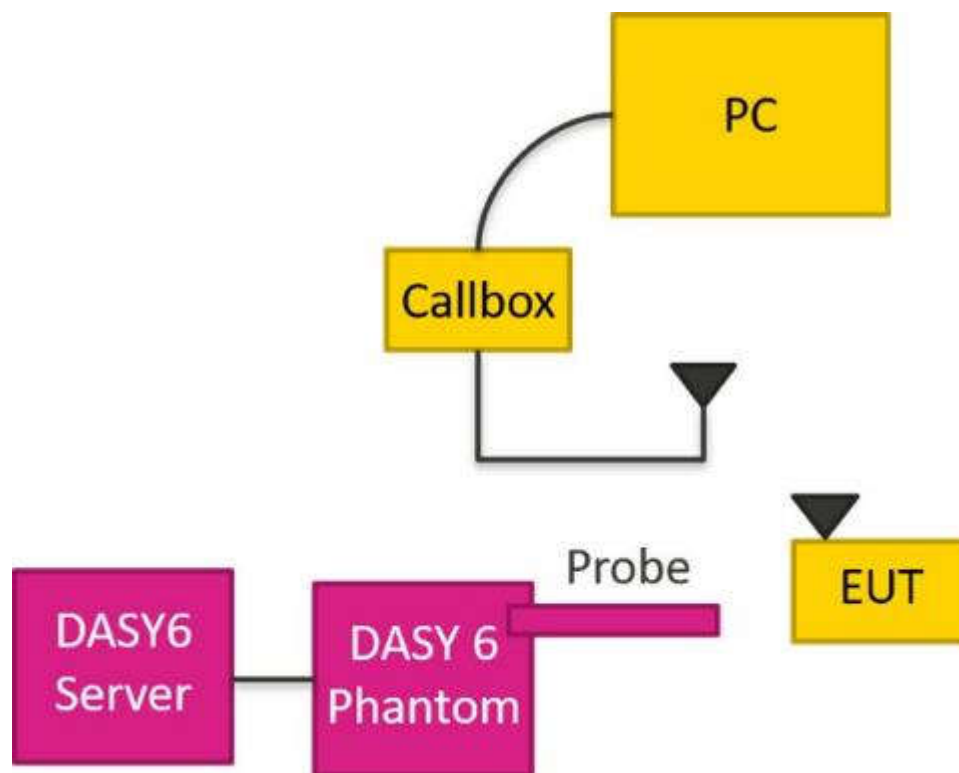 PC
Callbox
Probe
EUT
DASY6
Server
DASY 6
Phantom